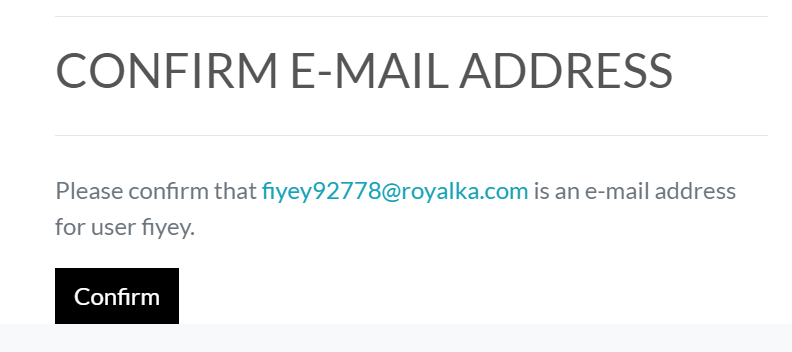 CONFIRM E-MAIL ADDRESS
Please confirm that fiyey92778@royalka.com is an e-mail address
for user fiyey.
Confirm